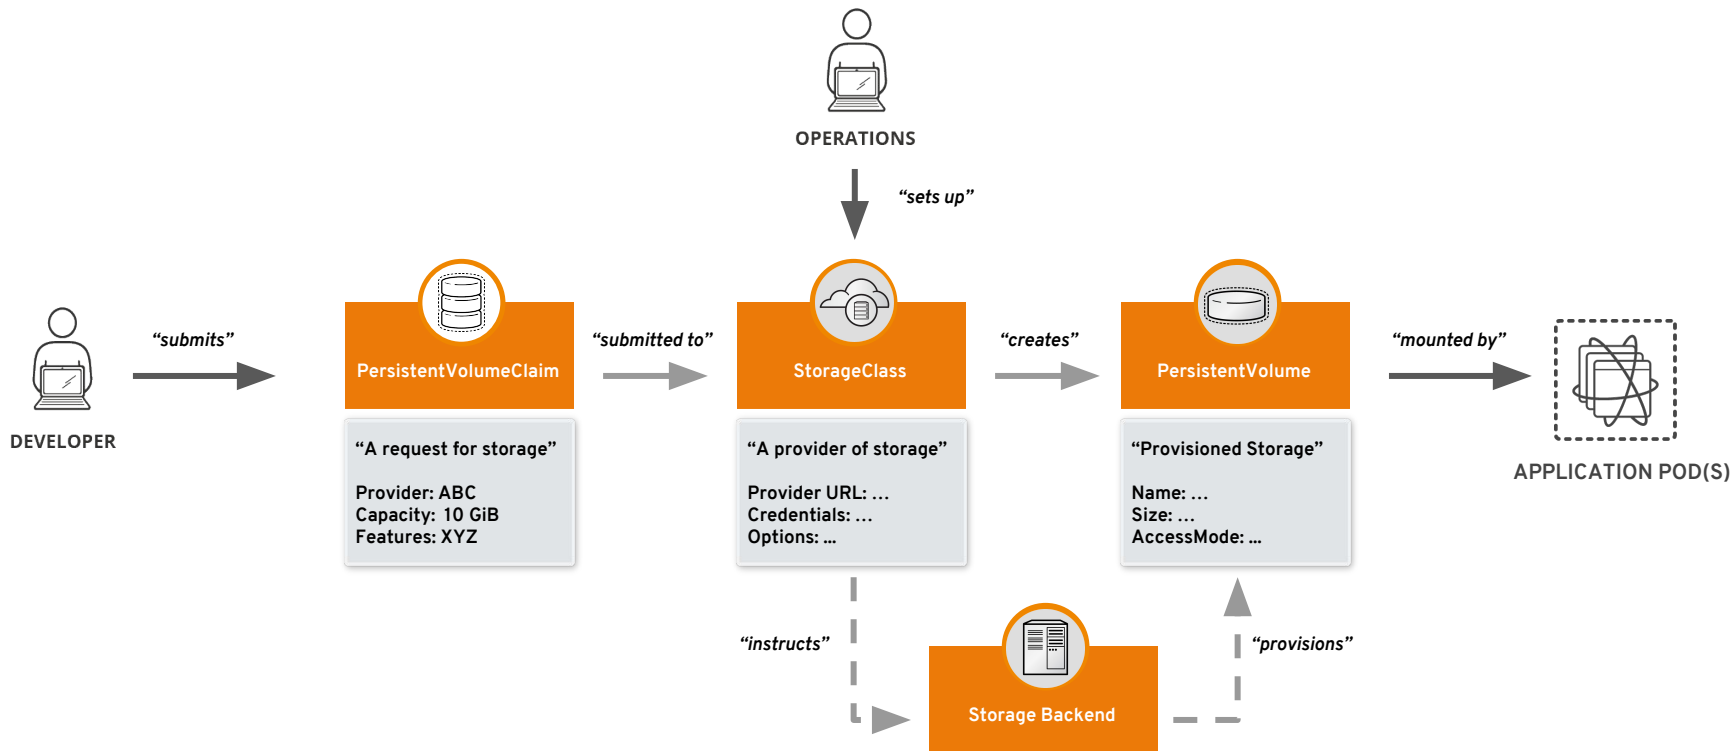 OPERATIONS
“sets up”
DEVELOPER
“submits”
PersistentVolumeClaim
“A request for storage”
Provider: ABC
Capacity: 10 GiB
Features: XYZ
“submitted to”
StorageClass
“A provider of storage”
Provider URL: ...
Credentials: ...
Options: ...
“creates”
PersistentVolume
“Provisioned Storage”
Name: ...
Size: ...
AccessMode: ...
“mounted by”
APPLICATION POD(S)
“instructs”
Storage Backend
“provisions”